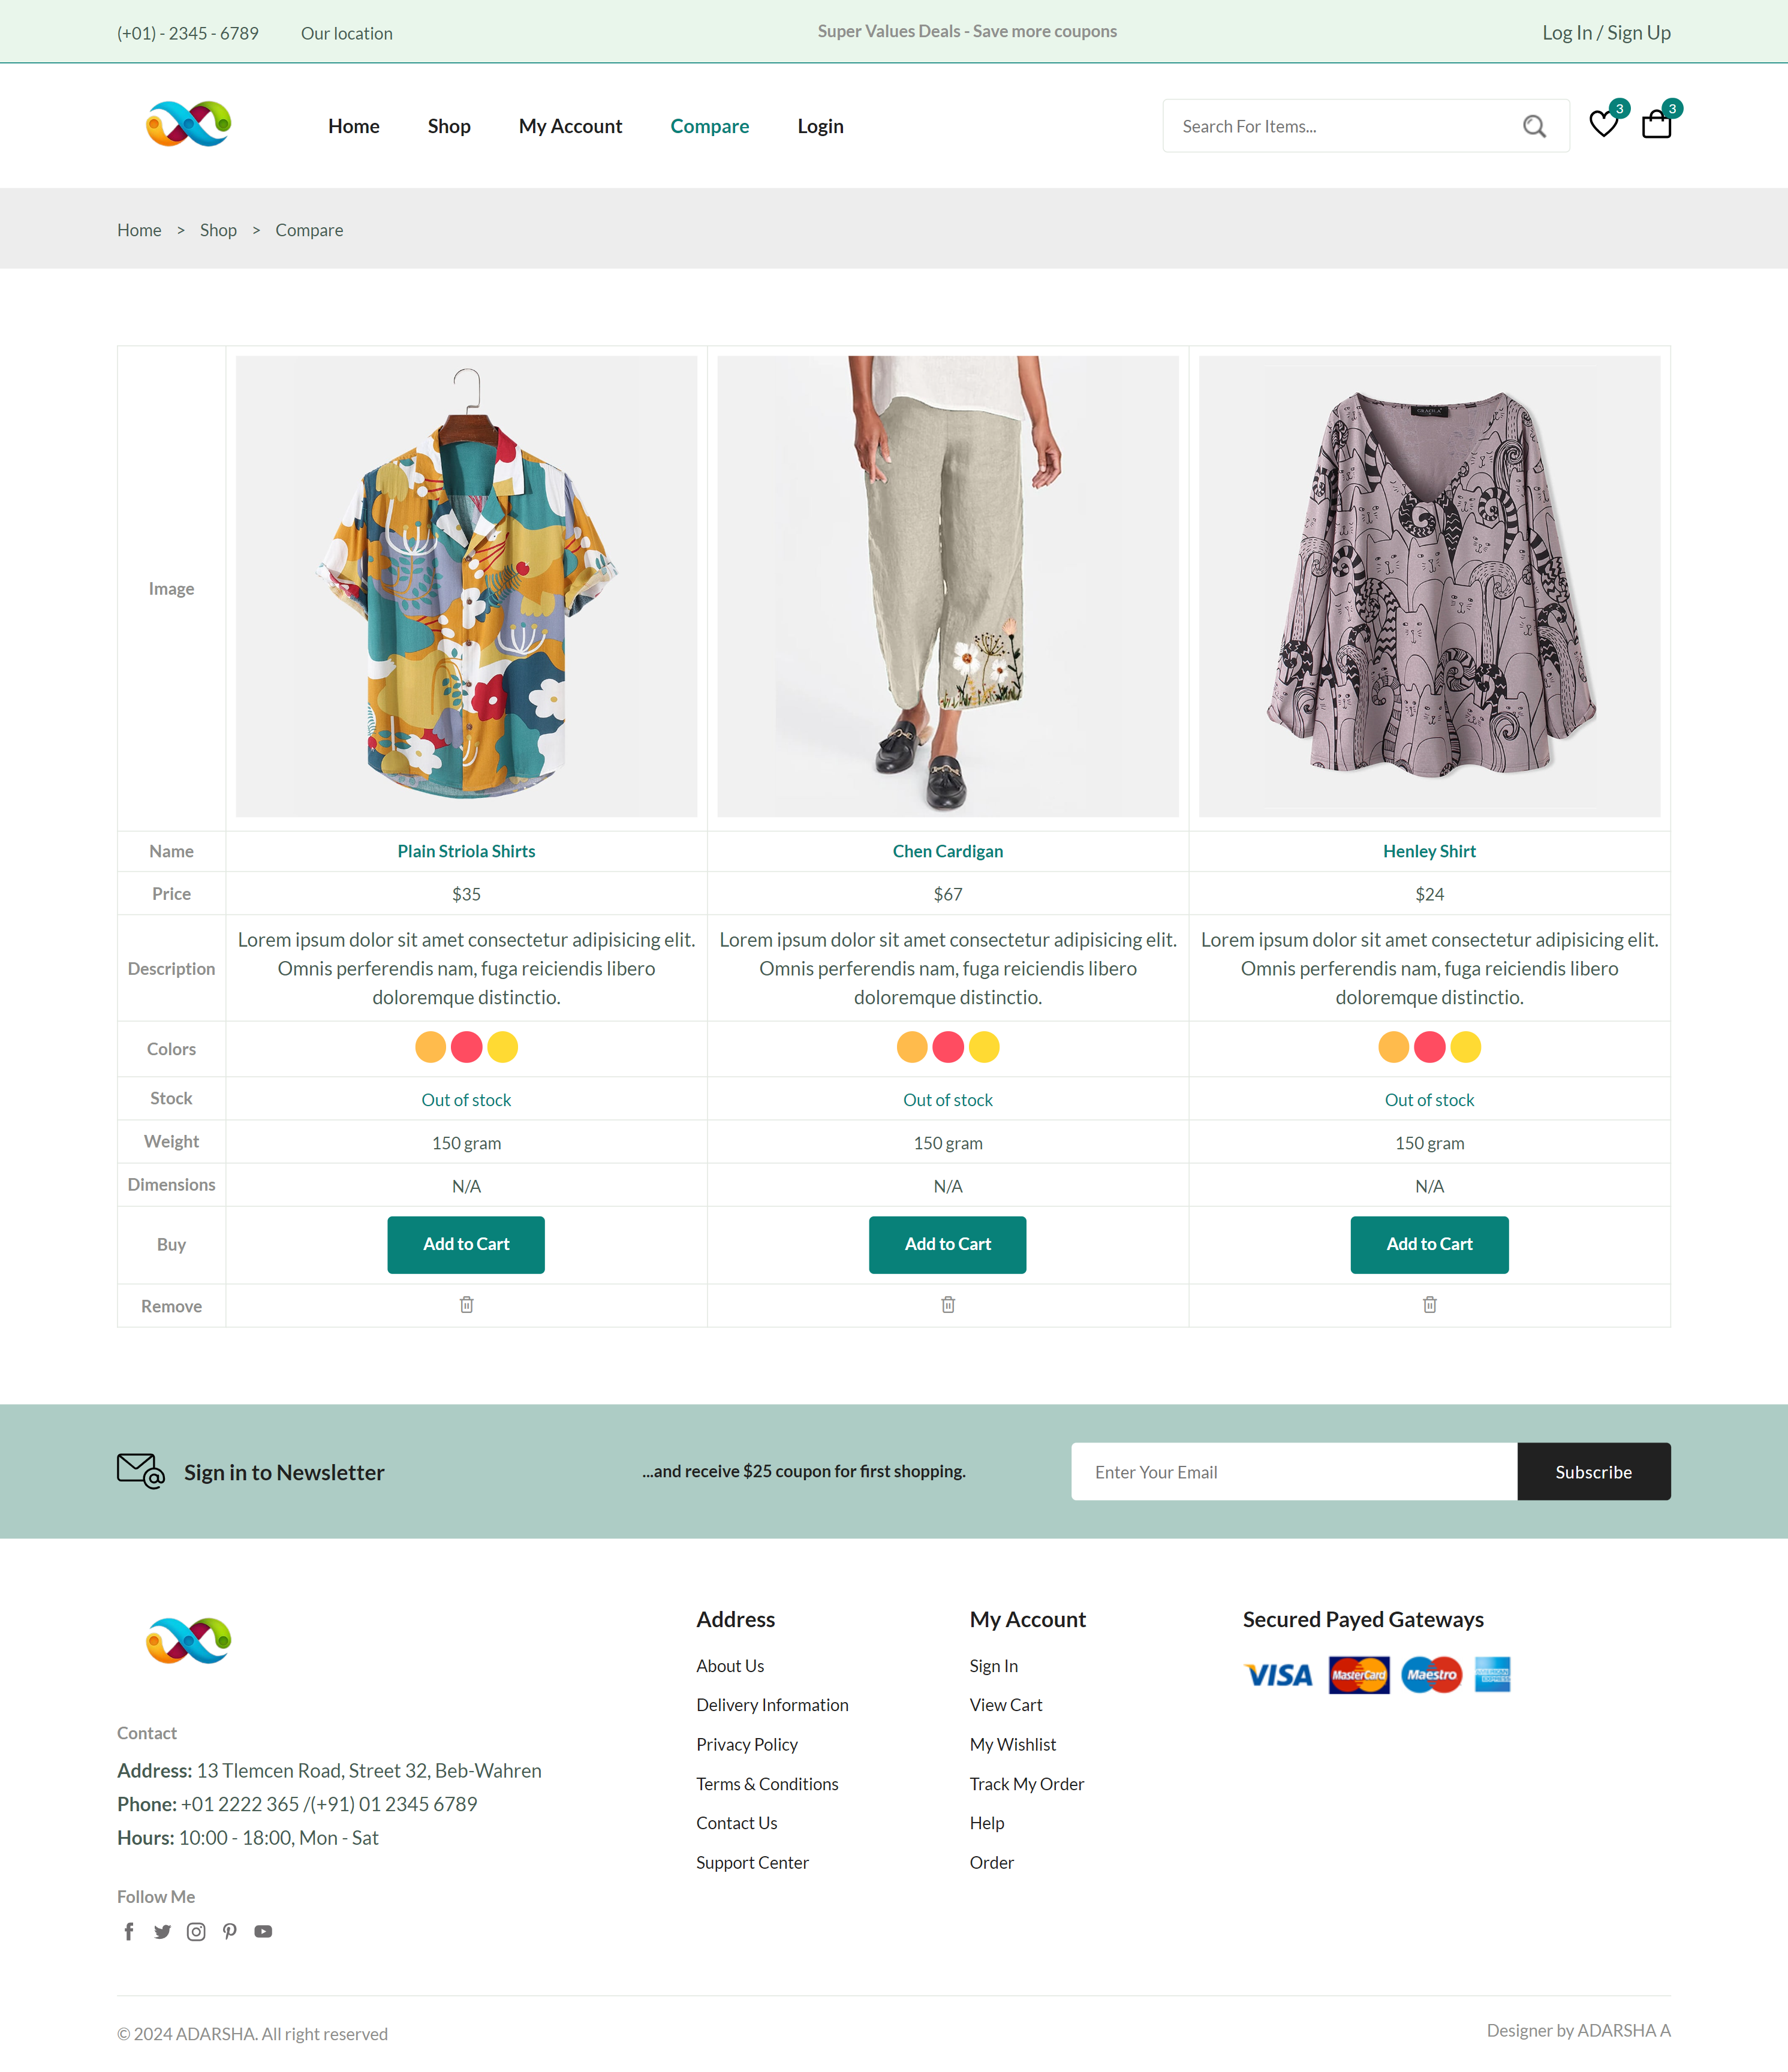 (+01) - 2345 - 6789 Our location Super Values Deals - Save more coupons Log In / Sign Up
Home Shop My Account Compare Login Search For Items... 3 3
Home > Shop > Compare
Image
Name Plain Striola Shirts Chen Cardigan Henley Shirt
Price $35 $67 $24
Description
Lorem ipsum dolor sit amet consectetur adipisicing elit.
Omnis perferendis nam, fuga reiciendis libero
doloremque distinctio.
Lorem ipsum dolor sit amet consectetur adipisicing elit.
Omnis perferendis nam, fuga reiciendis libero
doloremque distinctio.
Lorem ipsum dolor sit amet consectetur adipisicing elit.
Omnis perferendis nam, fuga reiciendis libero
doloremque distinctio.
Colors
Stock Out of stock Out of stock Out of stock
Weight 150 gram 150 gram 150 gram
Dimensions N/A N/A N/A
Buy Add to Cart Add to Cart Add to Cart
Remove
Sign in to Newsletter ...and receive $25 coupon for first shopping. Enter Your Email Subscribe
Contact
Address: 13 Tlemcen Road, Street 32, Beb-Wahren
Phone: +01 2222 365 /(+91) 01 2345 6789
Hours: 10:00 - 18:00, Mon - Sat
Follow Me
Address
About Us
Delivery Information
Privacy Policy
Terms & Conditions
Contact Us
Support Center
My Account
Sign In
View Cart
My Wishlist
Track My Order
Help
Order
Secured Payed Gateways
VISA MasterCard Maestro AMERICAN EXPRESS
© 2024 ADARSHA. All right reserved Designer by ADARSHA A